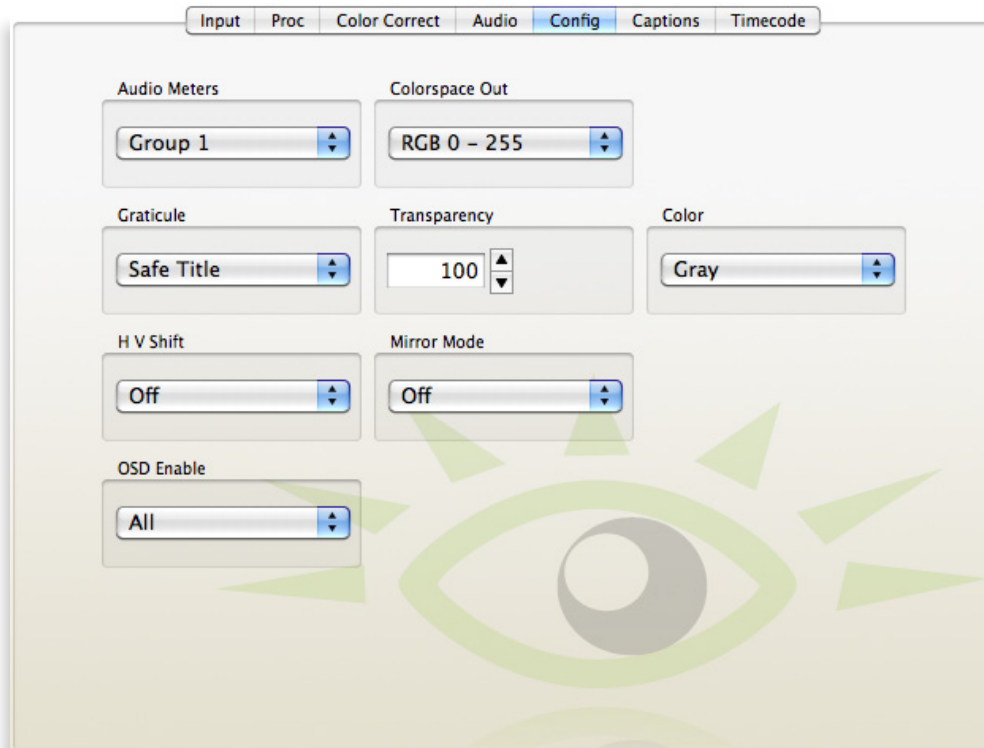 Input Proc Color Correct Audio Config Captions Timecode
Audio Meters Colorspace Out
Group 1 RGB 0 – 255
Graticule Transparency Color
Safe Title 100 Gray
H V Shift Mirror Mode
Off Off
OSD Enable
All